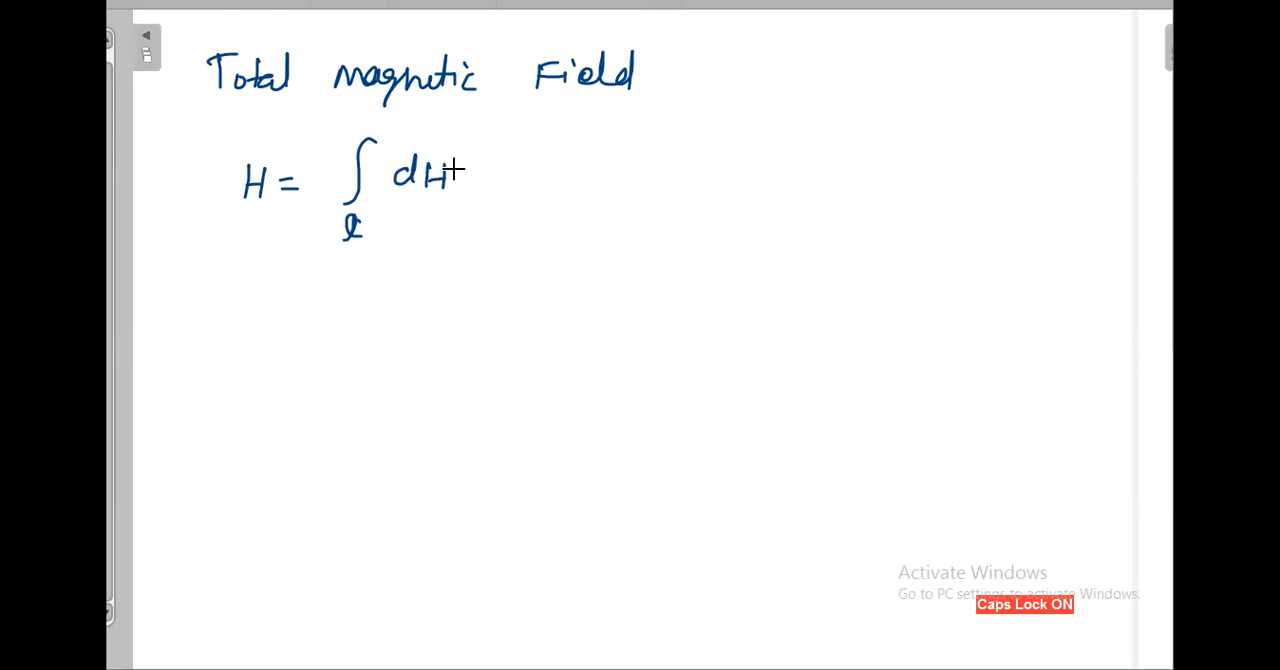 Total magnetic Field
H = ∫ dH
l
Activate Windows
Go to PC settings to activate Windows.
Caps Lock ON